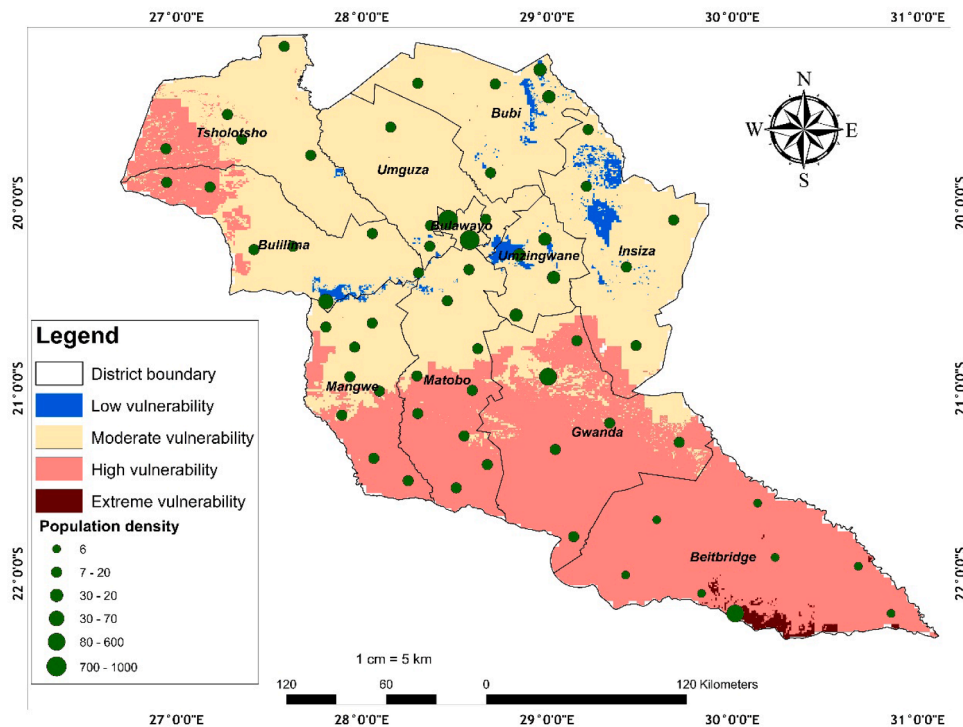 27°0'0"E 28°0'0"E 29°0'0"E 30°0'0"E 31°0'0"E
N
W E
S
Bubi
Tsholotsho
Umguza
20°0'0"S 20°0'0"S
Bulawayo
Bulilima Umzingwane Insiza
Legend
District boundary
Low vulnerability
Moderate vulnerability
High vulnerability
Extreme vulnerability
Population density
6
7 - 20
30 - 20
30 - 70
80 - 600
700 - 1000
21°0'0"S 21°0'0"S
Mangwe Matobo
Gwanda
Beitbridge
22°0'0"S 22°0'0"S
1 cm = 5 km
120 60 0 120 Kilometers
27°0'0"E 28°0'0"E 29°0'0"E 30°0'0"E 31°0'0"E